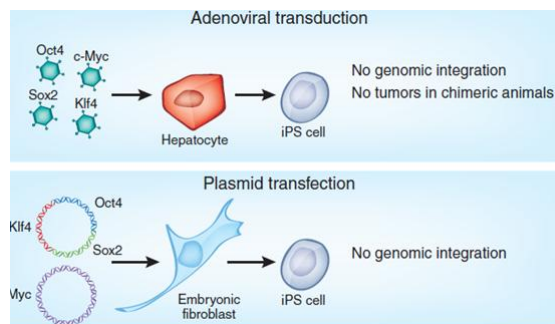 Adenoviral transduction
Oct4
c-Myc
Sox2
Klf4
Hepatocyte
iPS cell
No genomic integration
No tumors in chimeric animals
Plasmid transfection
Oct4
Klf4
Sox2
Myc
Embryonic
fibroblast
iPS cell
No genomic integration